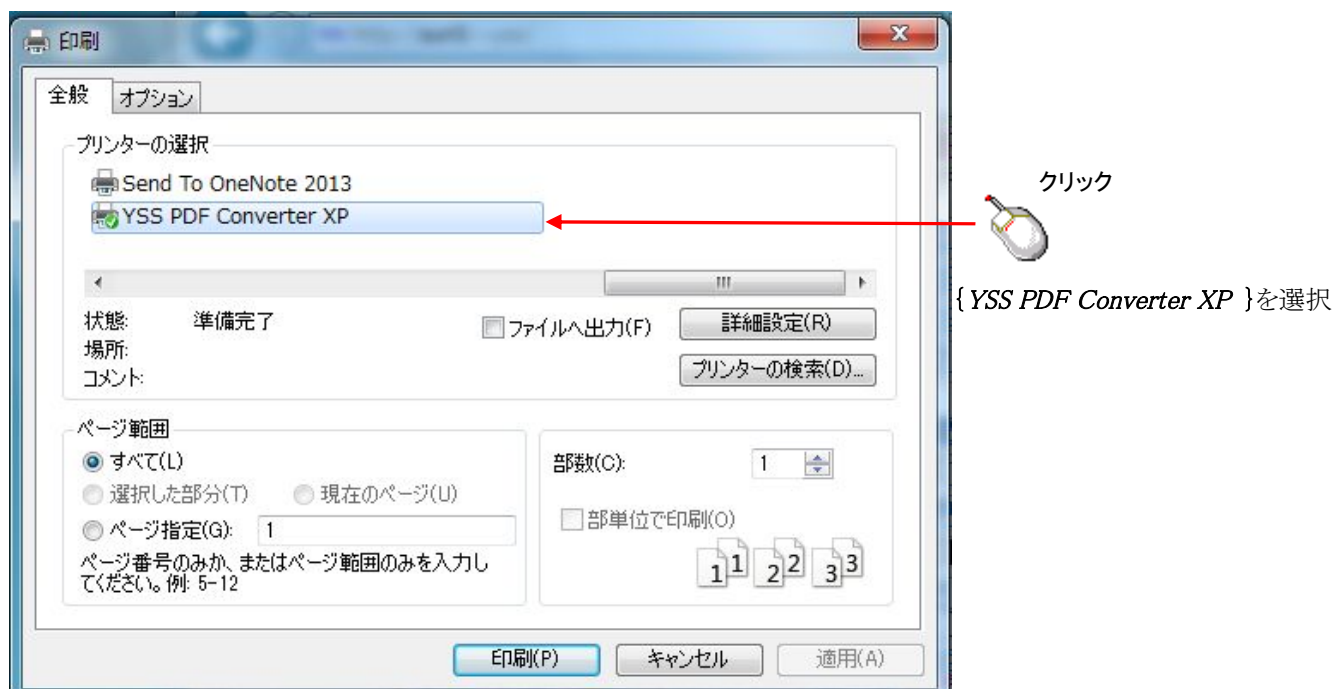 印刷
全般 オプション
プリンターの選択
Send To OneNote 2013
YSS PDF Converter XP
クリック
{YSS PDF Converter XP }を選択
状態: 準備完了
ファイルへ出力(F) 詳細設定(R)
場所:
コメント:
プリンターの検索(D)...
ページ範囲
すべて(L)
選択した部分(T) 現在のページ(U)
ページ指定(G): 1
ページ番号のみか、またはページ範囲のみを入力し
てください。例: 5-12
部数(C): 1
部単位で印刷(O)
1 1 2 2 3 3
印刷(P) キャンセル 適用(A)